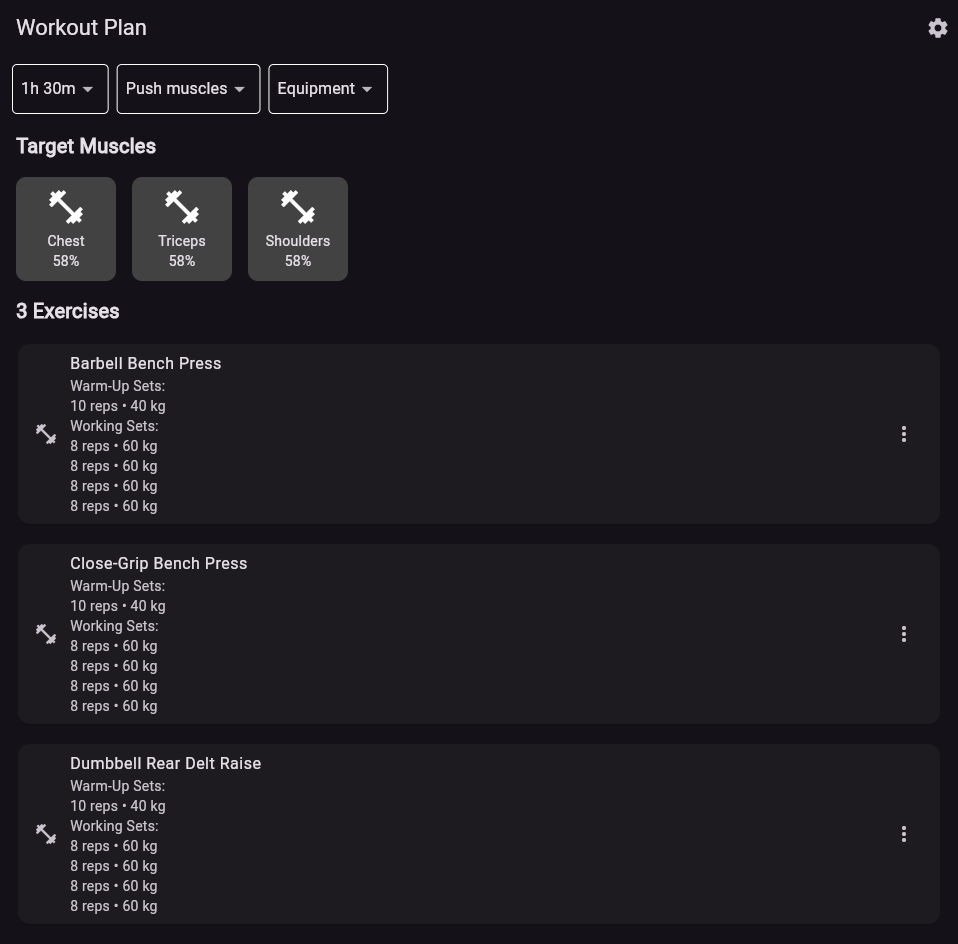 Workout Plan
1h 30m
Push muscles
Equipment
Target Muscles
Chest
58%
Triceps
58%
Shoulders
58%
3 Exercises
Barbell Bench Press
Warm-Up Sets:
10 reps • 40 kg
Working Sets:
8 reps • 60 kg
8 reps • 60 kg
8 reps • 60 kg
8 reps • 60 kg
Close-Grip Bench Press
Warm-Up Sets:
10 reps • 40 kg
Working Sets:
8 reps • 60 kg
8 reps • 60 kg
8 reps • 60 kg
8 reps • 60 kg
Dumbbell Rear Delt Raise
Warm-Up Sets:
10 reps • 40 kg
Working Sets:
8 reps • 60 kg
8 reps • 60 kg
8 reps • 60 kg
8 reps • 60 kg